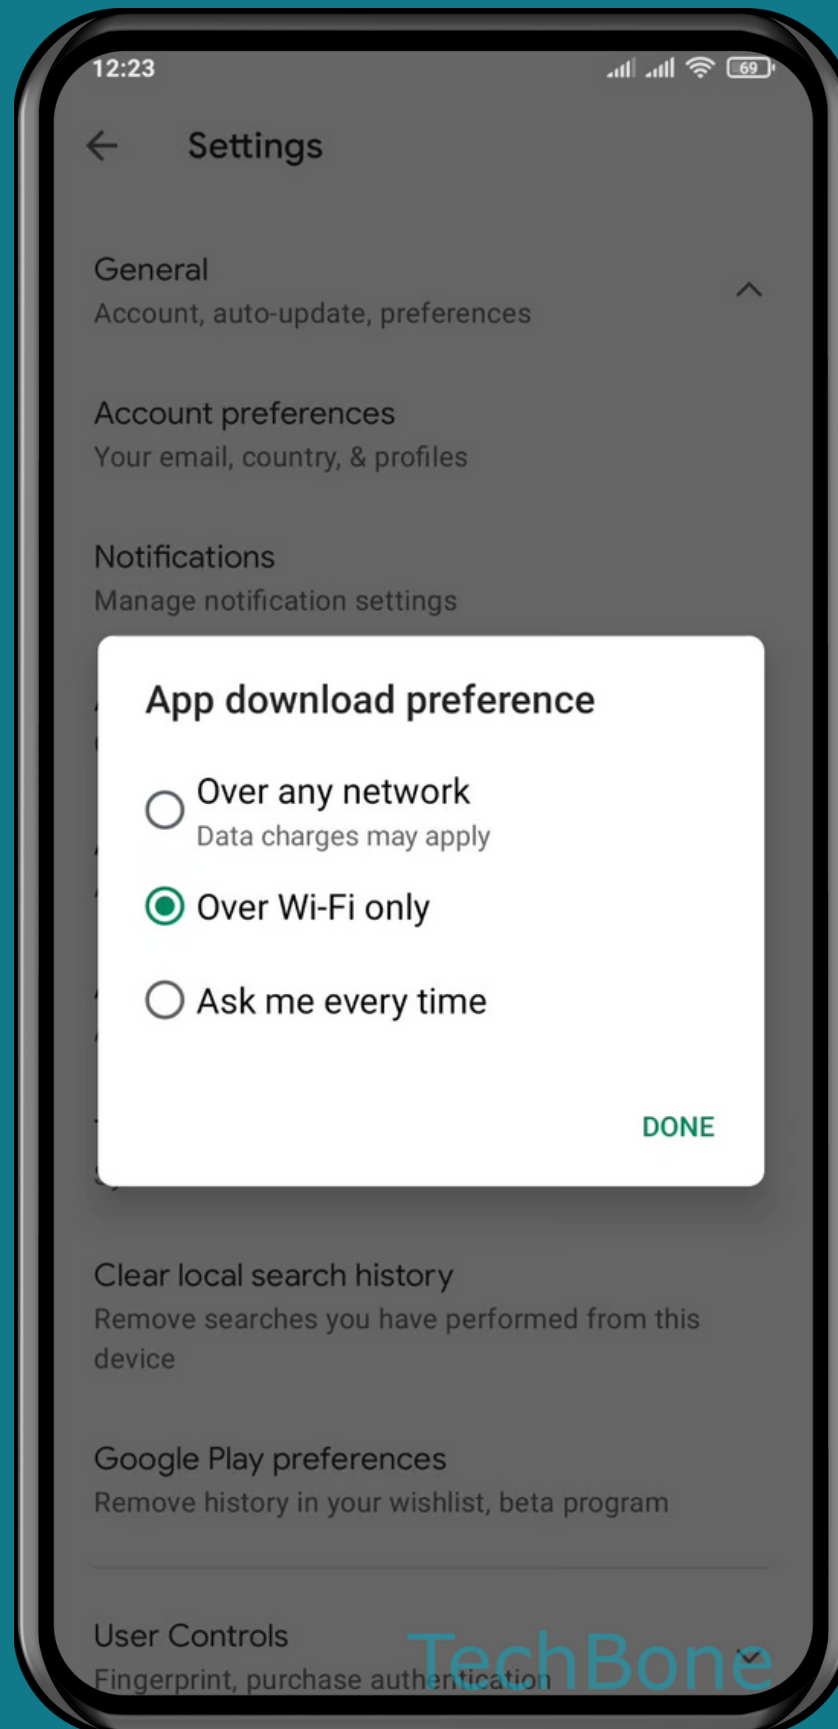 12:23
69
Settings
General
Account, auto-update, preferences
Account preferences
Your email, country, & profiles
Notifications
Manage notification settings
App download preference
Over any network
Data charges may apply
Over Wi-Fi only
Ask me every time
DONE
Clear local search history
Remove searches you have performed from this
device
Google Play preferences
Remove history in your wishlist, beta program
User Controls
Fingerprint, purchase authentication
TechBone